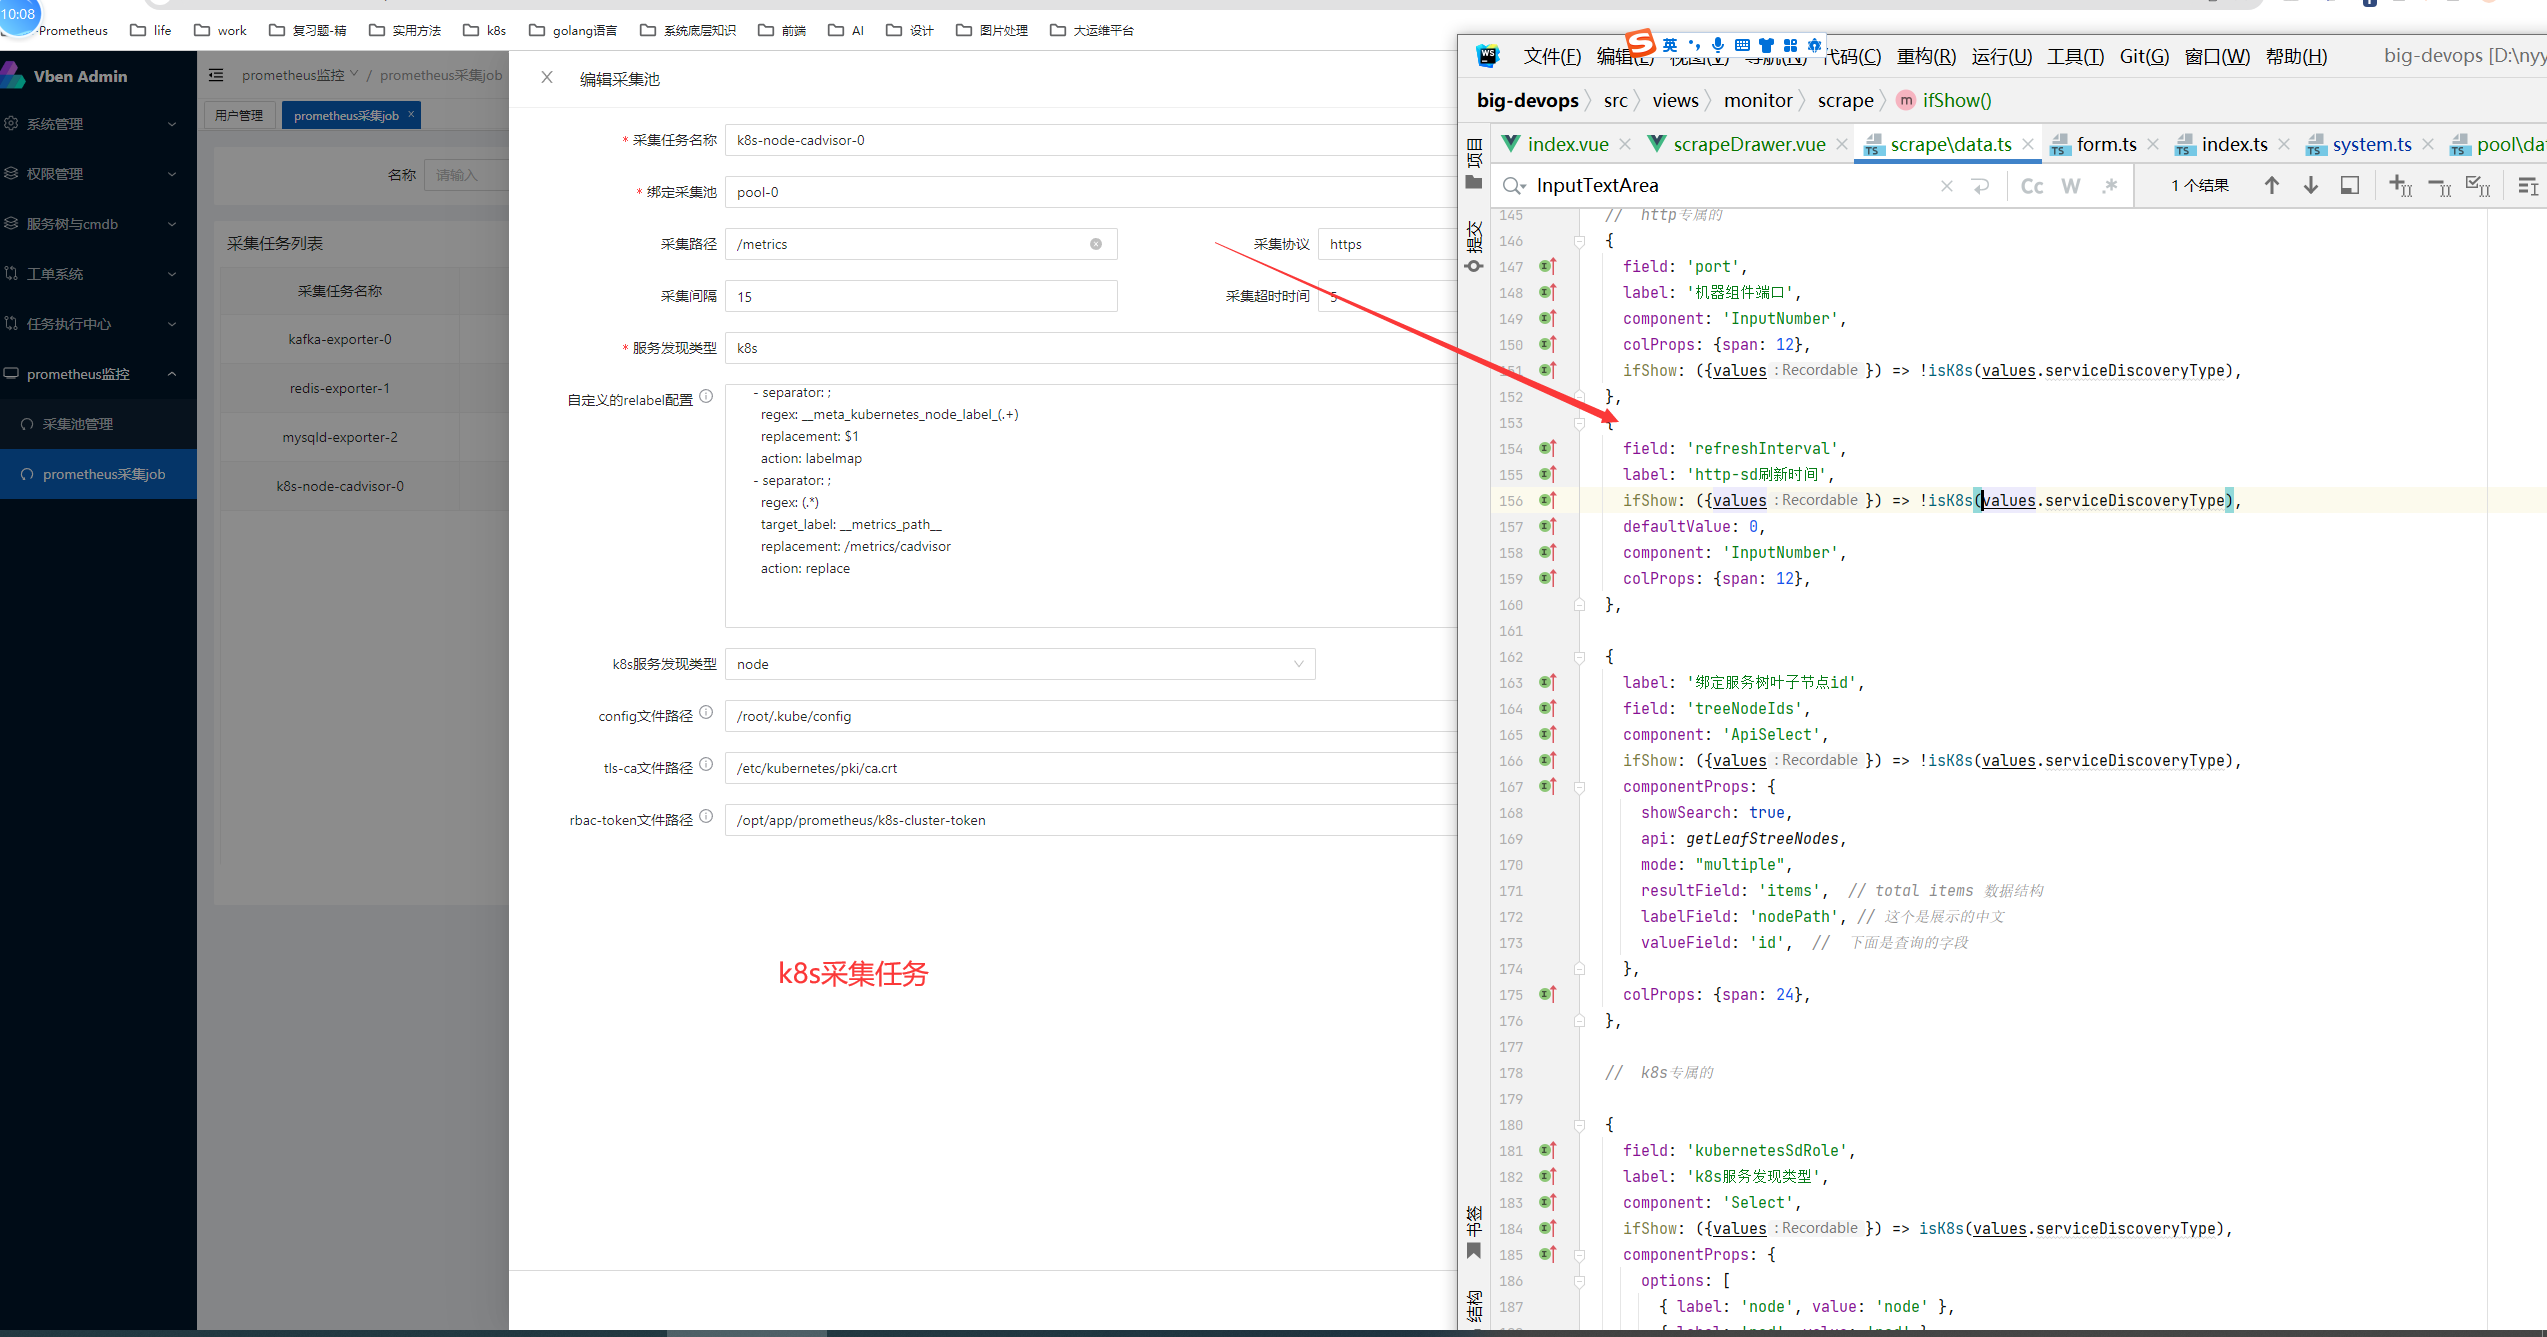 10:08
Prometheus
life
work
复习题-精
实用方法
k8s
golang语言
系统底层知识
前端
AI
设计
图片处理
大运维平台
Vben Admin
系统管理
权限管理
服务树与cmdb
工单系统
任务执行中心
prometheus监控
采集池管理
prometheus采集job
prometheus监控 / prometheus采集job
用户管理
prometheus采集job
名称
请输入
采集任务列表
采集任务名称
kafka-exporter-0
redis-exporter-1
mysqld-exporter-2
k8s-node-cadvisor-0
编辑采集池
* 采集任务名称
k8s-node-cadvisor-0
* 绑定采集池
pool-0
采集路径
/metrics
采集协议
https
采集间隔
15
采集超时时间
5
* 服务发现类型
k8s
自定义的relabel配置
- separator: ;
regex: __meta_kubernetes_node_label_(.+)
replacement: $1
action: labelmap
- separator: ;
regex: (.*)
target_label: __metrics_path__
replacement: /metrics/cadvisor
action: replace
k8s服务发现类型
node
config文件路径
/root/.kube/config
tls-ca文件路径
/etc/kubernetes/pki/ca.crt
rbac-token文件路径
/opt/app/prometheus/k8s-cluster-token
k8s采集任务
WS
文件(F)
编辑(E)
视图(V)
导航(N)
代码(C)
重构(R)
运行(U)
工具(T)
Git(G)
窗口(W)
帮助(H)
big-devops [D:\nyy
S 英
big-devops
src
views
monitor
scrape
m ifShow()
index.vue
scrapeDrawer.vue
scrape\data.ts
form.ts
index.ts
system.ts
pool\da
InputTextArea
Cc
W
.*
1 个结果
项目
提交
书签
结构
145 // http专属的
146 {
147 field: 'port',
148 label: '机器组件端口',
149 component: 'InputNumber',
150 colProps: {span: 12},
151 ifShow: ({values :Recordable }) => !isK8s(values.serviceDiscoveryType),
152 },
153 {
154 field: 'refreshInterval',
155 label: 'http-sd刷新时间',
156 ifShow: ({values :Recordable }) => !isK8s(values.serviceDiscoveryType),
157 defaultValue: 0,
158 component: 'InputNumber',
159 colProps: {span: 12},
160 },
161
162 {
163 label: '绑定服务树叶子节点id',
164 field: 'treeNodeIds',
165 component: 'ApiSelect',
166 ifShow: ({values :Recordable }) => !isK8s(values.serviceDiscoveryType),
167 componentProps: {
168 showSearch: true,
169 api: getLeafStreeNodes,
170 mode: "multiple",
171 resultField: 'items', // total items 数据结构
172 labelField: 'nodePath', // 这个是展示的中文
173 valueField: 'id', // 下面是查询的字段
174 },
175 colProps: {span: 24},
176 },
177
178 // k8s专属的
179
180 {
181 field: 'kubernetesSdRole',
182 label: 'k8s服务发现类型',
183 component: 'Select',
184 ifShow: ({values :Recordable }) => isK8s(values.serviceDiscoveryType),
185 componentProps: {
186 options: [
187 { label: 'node', value: 'node' },